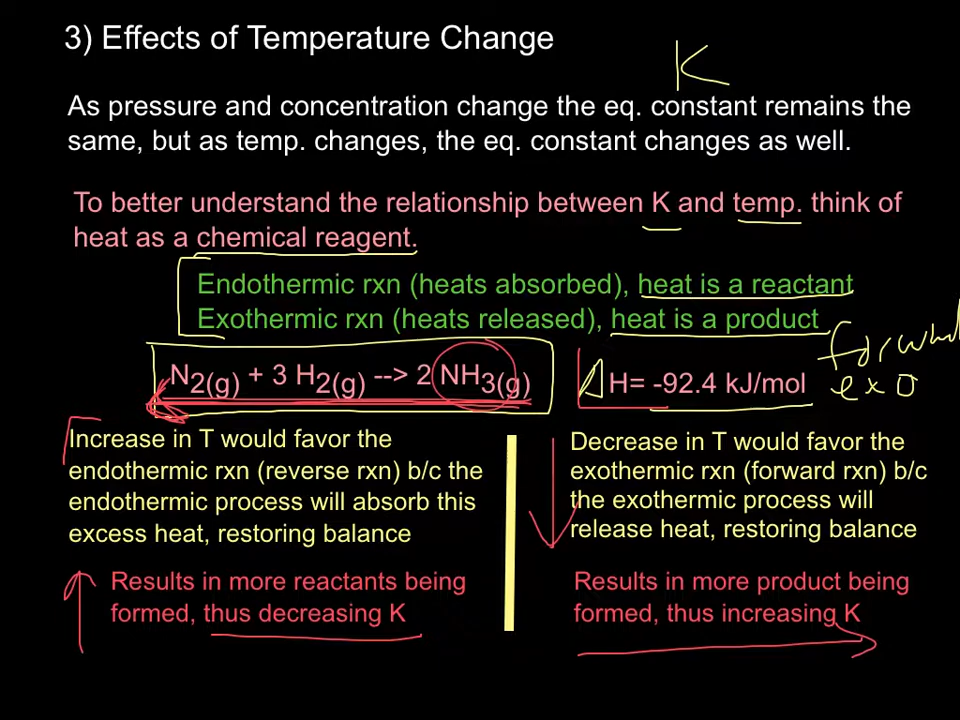 3) Effects of Temperature Change
K
As pressure and concentration change the eq. constant remains the
same, but as temp. changes, the eq. constant changes as well.
To better understand the relationship between K and temp. think of
heat as a chemical reagent.
Endothermic rxn (heats absorbed), heat is a reactant
Exothermic rxn (heats released), heat is a product
N2(g) + 3 H2(g) --> 2 NH3(g)
Δ H= -92.4 kJ/mol
forward
exo
Increase in T would favor the
endothermic rxn (reverse rxn) b/c the
endothermic process will absorb this
excess heat, restoring balance
Results in more reactants being
formed, thus decreasing K
Decrease in T would favor the
exothermic rxn (forward rxn) b/c
the exothermic process will
release heat, restoring balance
Results in more product being
formed, thus increasing K